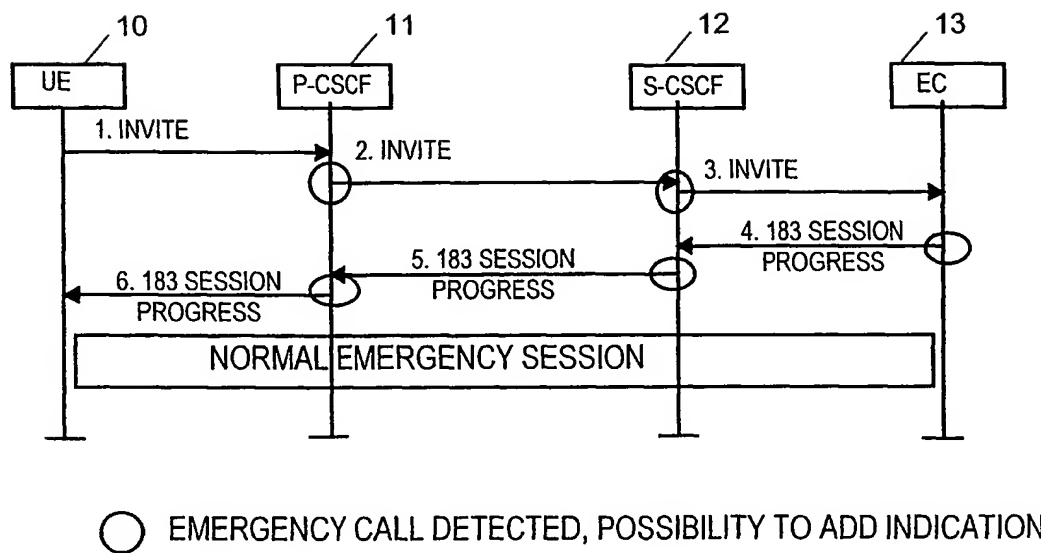 10
11
12
13
UE
P-CSCF
S-CSCF
EC
1. INVITE
2. INVITE
3. INVITE
4. 183 SESSION
PROGRESS
5. 183 SESSION
PROGRESS
6. 183 SESSION
PROGRESS
NORMAL EMERGENCY SESSION
EMERGENCY CALL DETECTED, POSSIBILITY TO ADD INDICATION